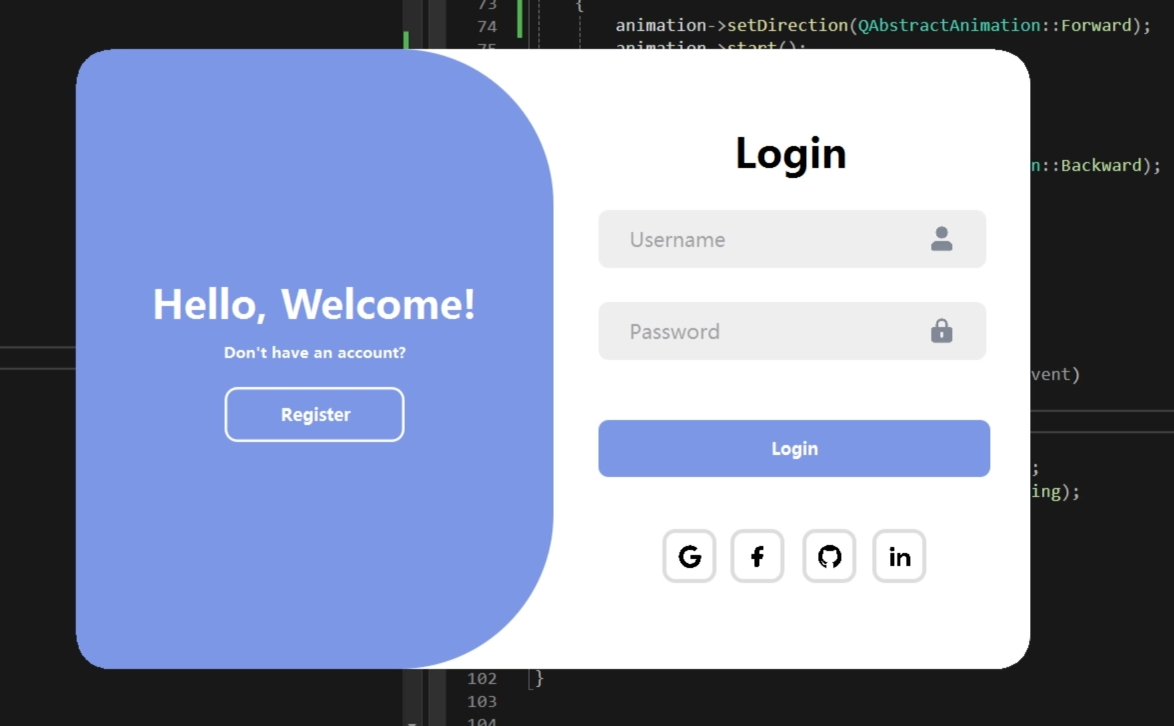 73 {
74 animation->setDirection(QAbstractAnimation::Forward);
75 animation->start();
n::Backward);
vent)
;
ing);
102 }
103
104
Hello, Welcome!
Don't have an account?
Register
Login
Username
Password
Login
G
f
in